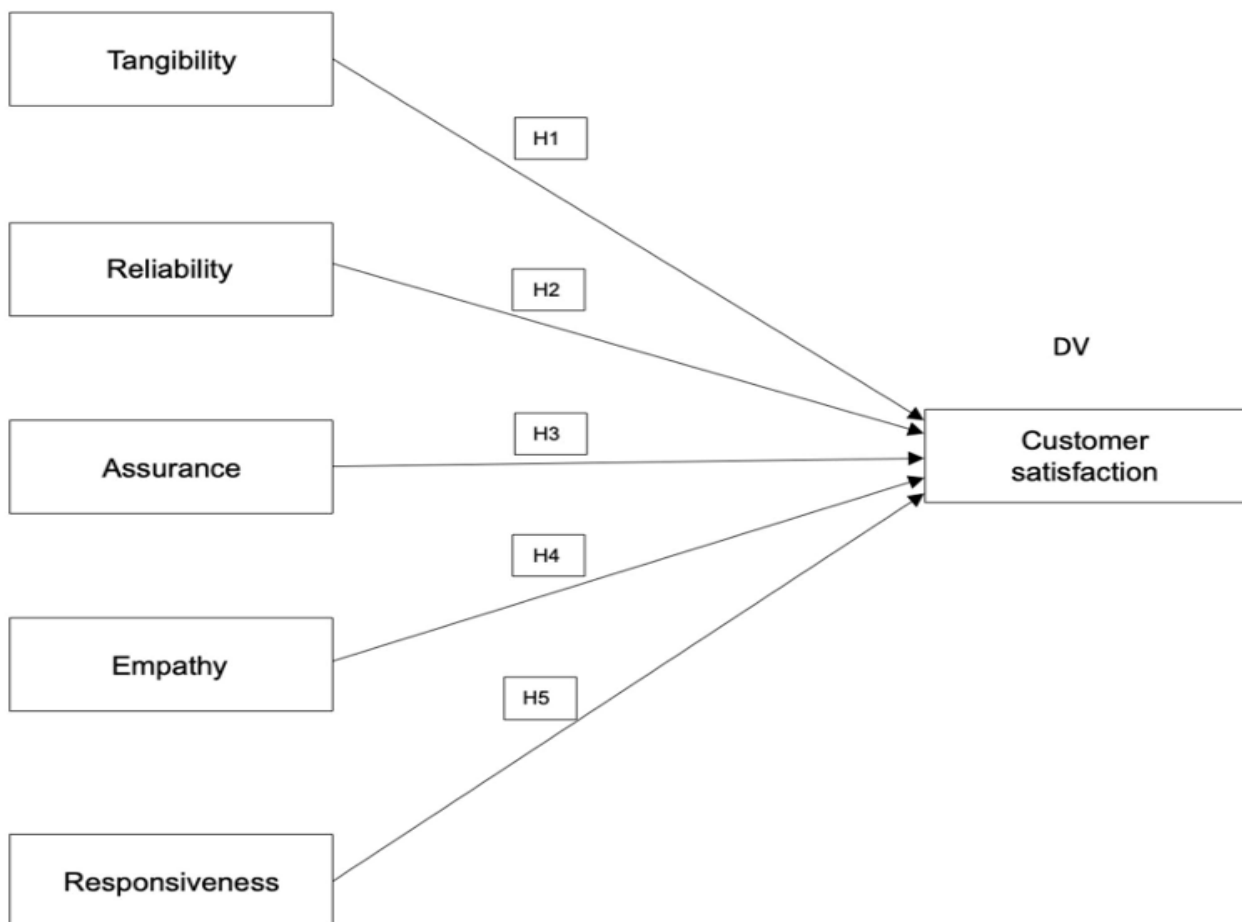 Tangibility
H1
Reliability
H2
DV
Assurance
H3
Customer
satisfaction
Empathy
H4
Responsiveness
H5